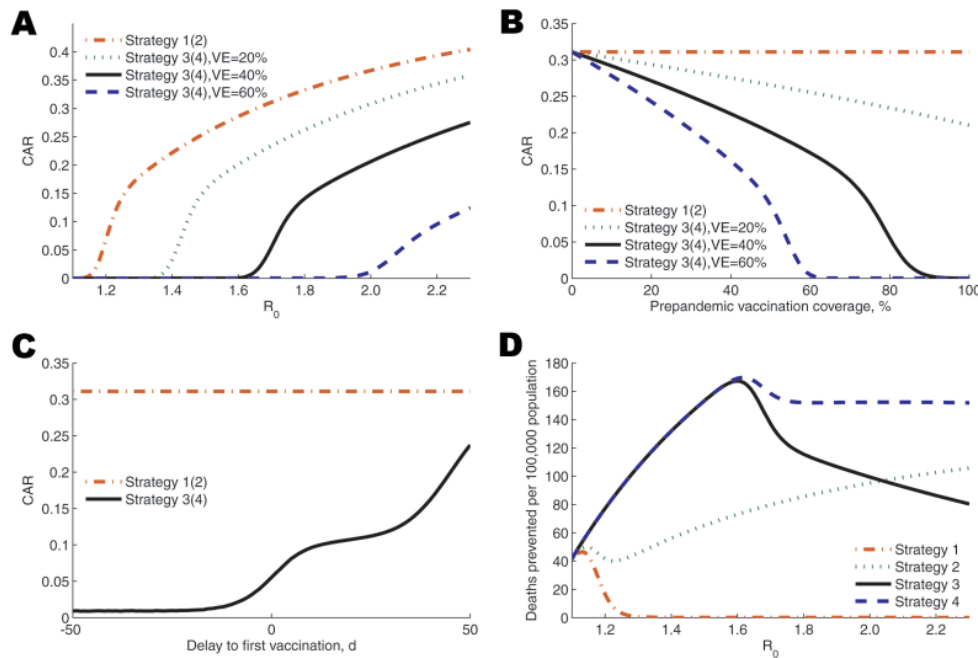 A
CAR
0.4
0.35
0.3
0.25
0.2
0.15
0.1
0.05
0
Strategy 1(2)
Strategy 3(4),VE=20%
Strategy 3(4),VE=40%
Strategy 3(4),VE=60%
1.2 1.4 1.6 1.8 2.0 2.2
R0
B
CAR
0.35
0.3
0.25
0.20
0.15
0.1
0.05
0
Strategy 1(2)
Strategy 3(4),VE=20%
Strategy 3(4),VE=40%
Strategy 3(4),VE=60%
0 20 40 60 80 100
Prepandemic vaccination coverage, %
C
CAR
0.35
0.3
0.25
0.2
0.15
0.1
0.05
0
Strategy 1(2)
Strategy 3(4)
-50 0 50
Delay to first vaccination, d
D
Deaths prevented per 100,000 population
180
160
140
120
100
80
60
40
20
0
Strategy 1
Strategy 2
Strategy 3
Strategy 4
1.2 1.4 1.6 1.8 2.0 2.2
R0